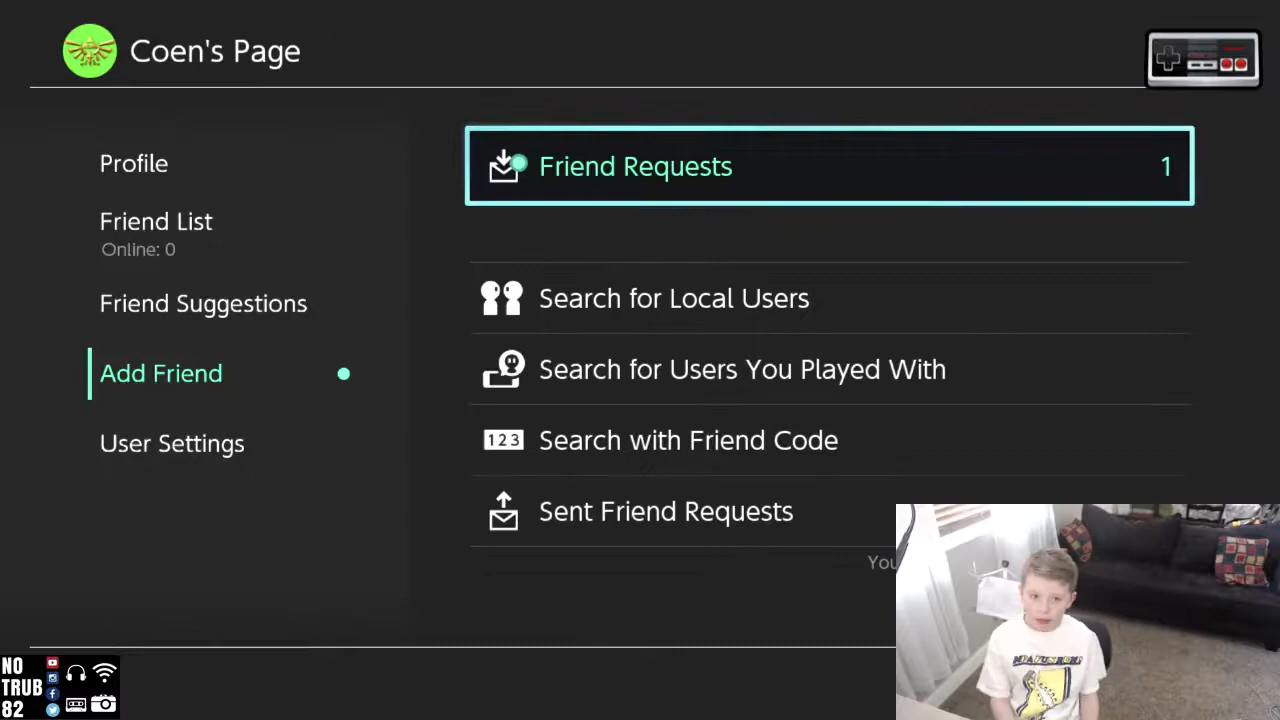 Coen's Page
Profile
Friend List
Online: 0
Friend Suggestions
Add Friend
User Settings
Friend Requests 1
Search for Local Users
Search for Users You Played With
123 Search with Friend Code
Sent Friend Requests
You
NO
TRUB
82